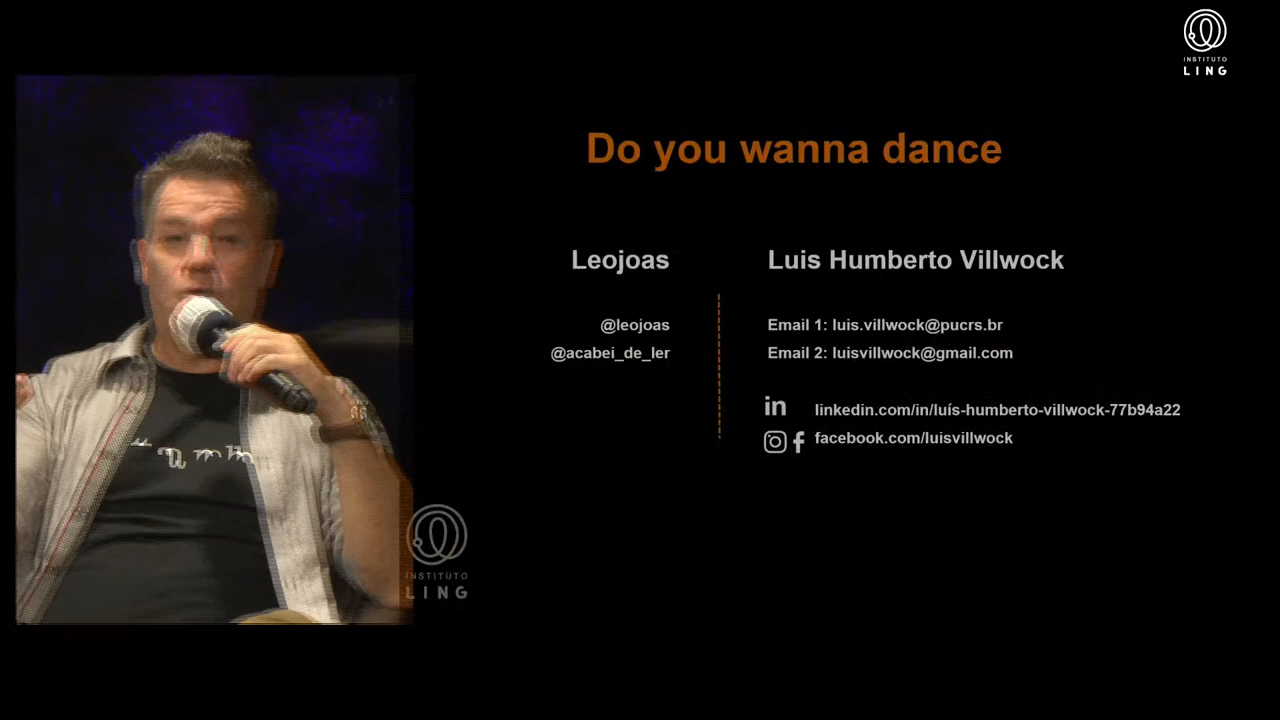 INSTITUTO
LING
Do you wanna dance
Leojoas
@leojoas
@acabei_de_ler
Luis Humberto Villwock
Email 1: luis.villwock@pucrs.br
Email 2: luisvillwock@gmail.com
in
linkedin.com/in/luís-humberto-villwock-77b94a22
f
facebook.com/luisvillwock
INSTITUTO
LING